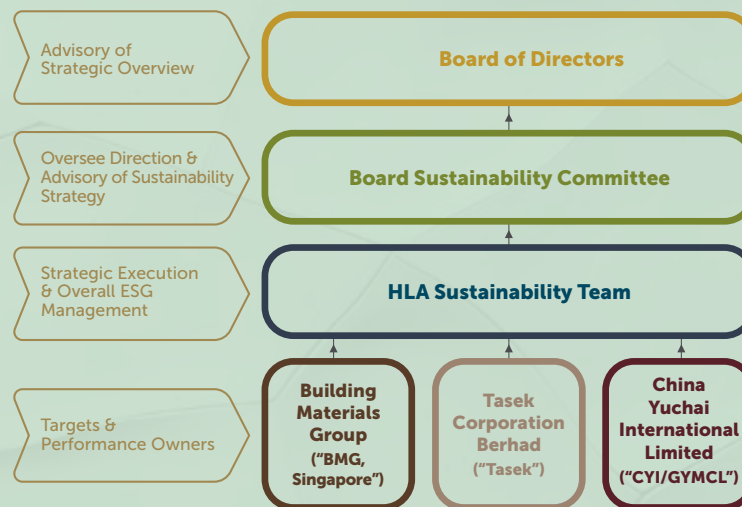 Advisory of
Strategic Overview
Board of Directors
Oversee Direction &
Advisory of Sustainability
Strategy
Board Sustainability Committee
Strategic Execution
& Overall ESG
Management
HLA Sustainability Team
Targets &
Performance Owners
Building
Materials
Group
(“BMG,
Singapore”)
Tasek
Corporation
Berhad
(“Tasek”)
China
Yuchai
International
Limited
(“CYI/GYMCL”)